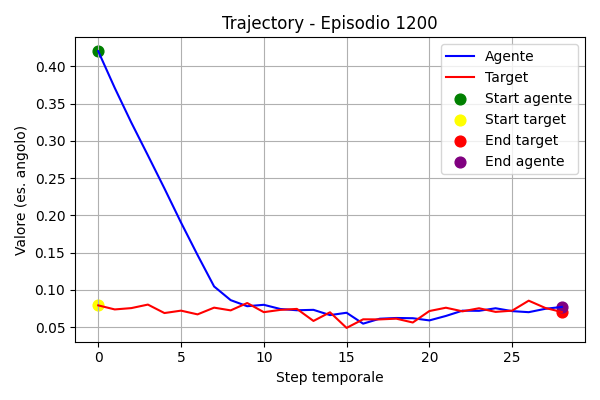 Trajectory - Episodio 1200
Valore (es. angolo)
0.40
0.35
0.30
0.25
0.20
0.15
0.10
0.05
Agente
Target
Start agente
Start target
End target
End agente
0 5 10 15 20 25
Step temporale